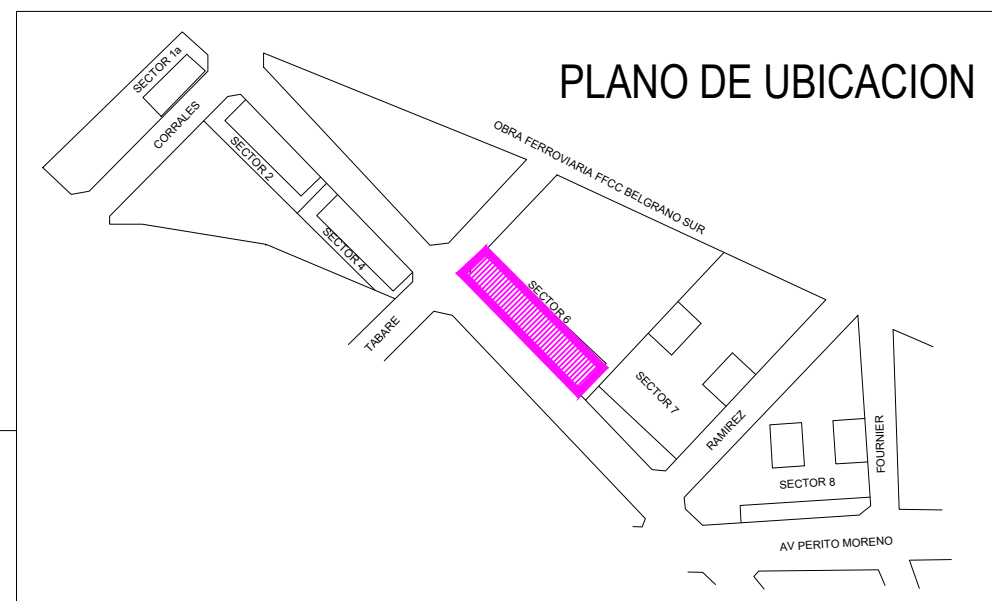 PLANO DE UBICACION
SECTOR 1a
CORRALES
SECTOR 2
SECTOR 4
TABARE
OBRA FERROVIARIA FFCC BELGRANO SUR
SECTOR 6
SECTOR 7
RAMIREZ
FOURNIER
SECTOR 8
AV PERITO MORENO